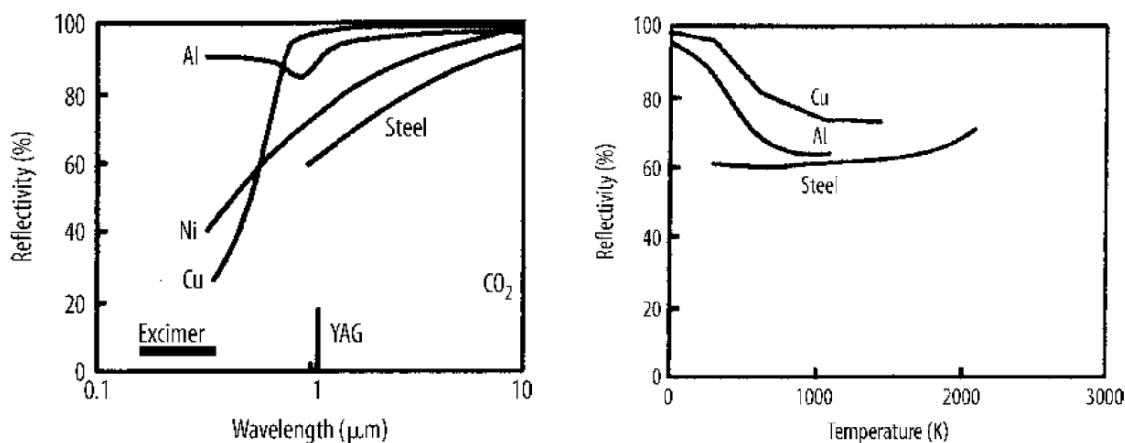 100
80
60
40
20
0
Reflectivity (%)
Al
Ni
Cu
Steel
CO2
Excimer
YAG
0.1
1
10
Wavelength (μm)
100
80
60
40
20
0
Reflectivity (%)
Cu
Al
Steel
0
1000
2000
3000
Temperature (K)